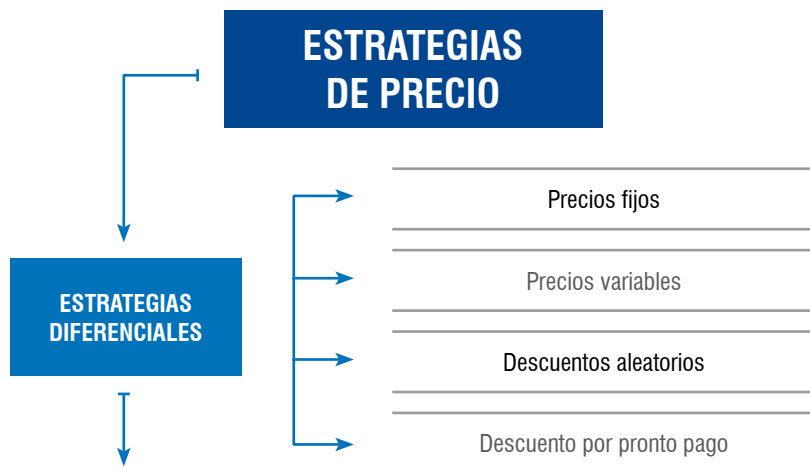 ESTRATEGIAS
DE PRECIO
ESTRATEGIAS
DIFERENCIALES
Precios fijos
Precios variables
Descuentos aleatorios
Descuento por pronto pago